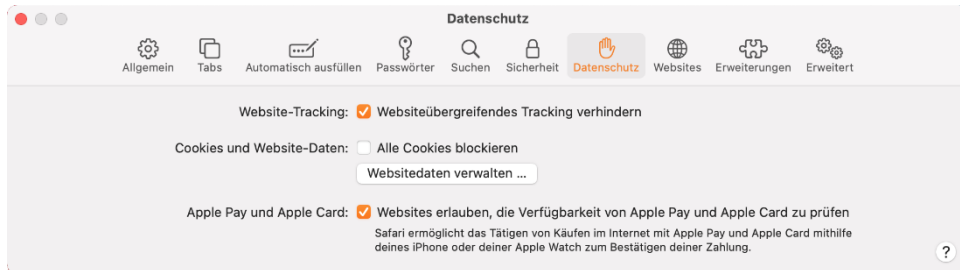 Datenschutz
Allgemein Tabs Automatisch ausfüllen Passwörter Suchen Sicherheit Datenschutz Websites Erweiterungen Erweitert
Website-Tracking: Websiteübergreifendes Tracking verhindern
Cookies und Website-Daten: Alle Cookies blockieren
Websitedaten verwalten ...
Apple Pay und Apple Card: Websites erlauben, die Verfügbarkeit von Apple Pay und Apple Card zu prüfen
Safari ermöglicht das Tätigen von Käufen im Internet mit Apple Pay und Apple Card mithilfe
deines iPhone oder deiner Apple Watch zum Bestätigen deiner Zahlung.
?